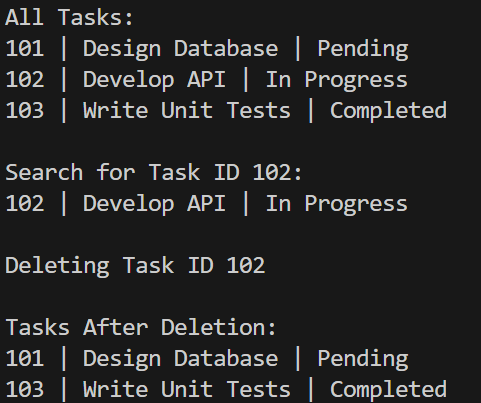 All Tasks:
101 | Design Database | Pending
102 | Develop API | In Progress
103 | Write Unit Tests | Completed
Search for Task ID 102:
102 | Develop API | In Progress
Deleting Task ID 102
Tasks After Deletion:
101 | Design Database | Pending
103 | Write Unit Tests | Completed